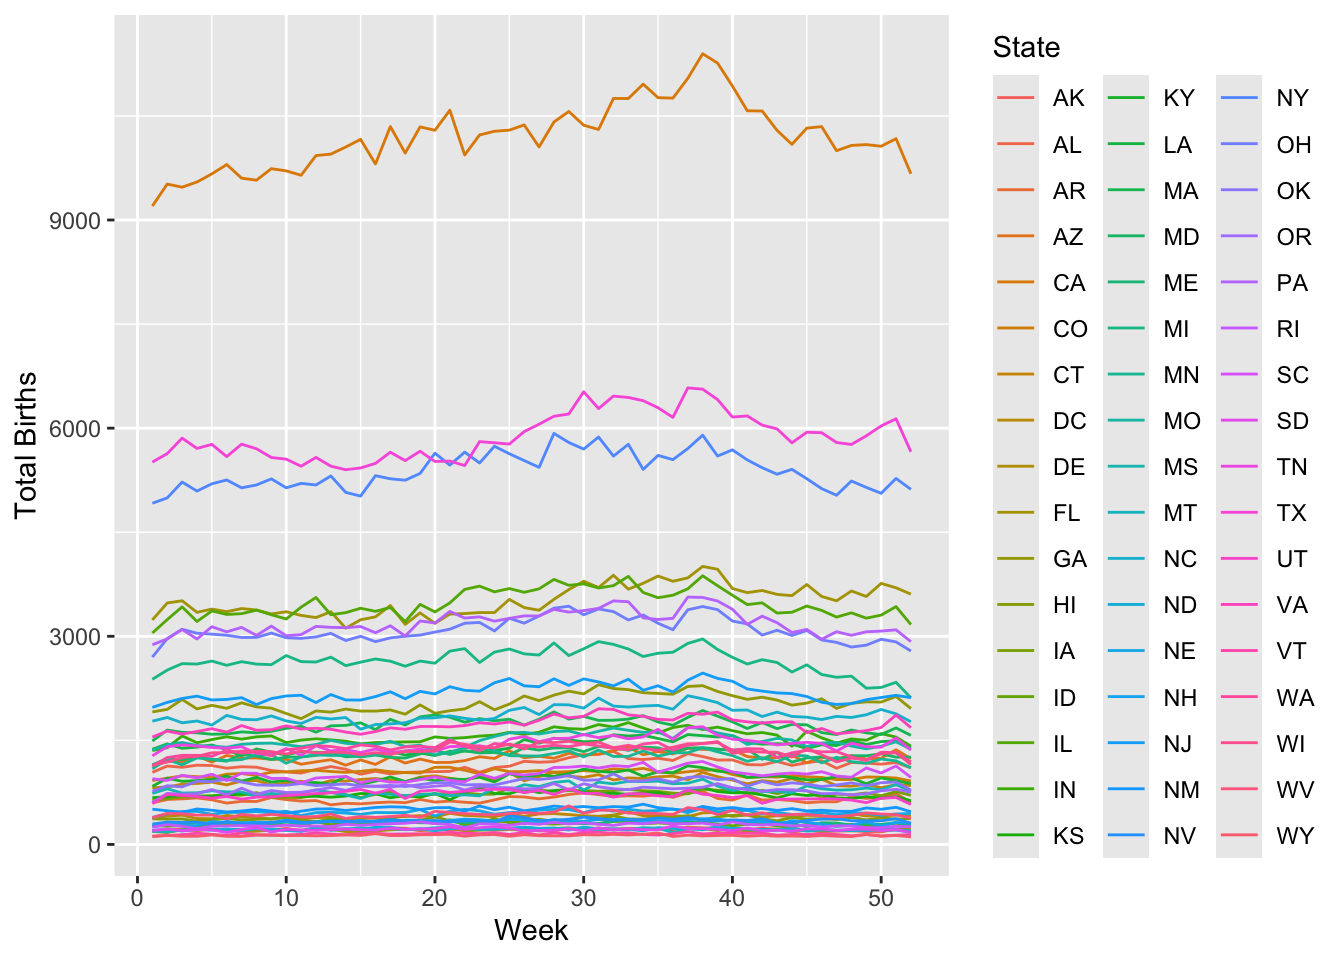 State
AK KY NY
AL LA OH
AR MA OK
AZ MD OR
CA ME PA
CO MI RI
CT MN SC
DC MO SD
DE MS TN
FL MT TX
GA NC UT
HI ND VA
IA NE VT
ID NH WA
IL NJ WI
IN NM WV
KS NV WY
Total Births
9000
6000
3000
0
0 10 20 30 40 50
Week